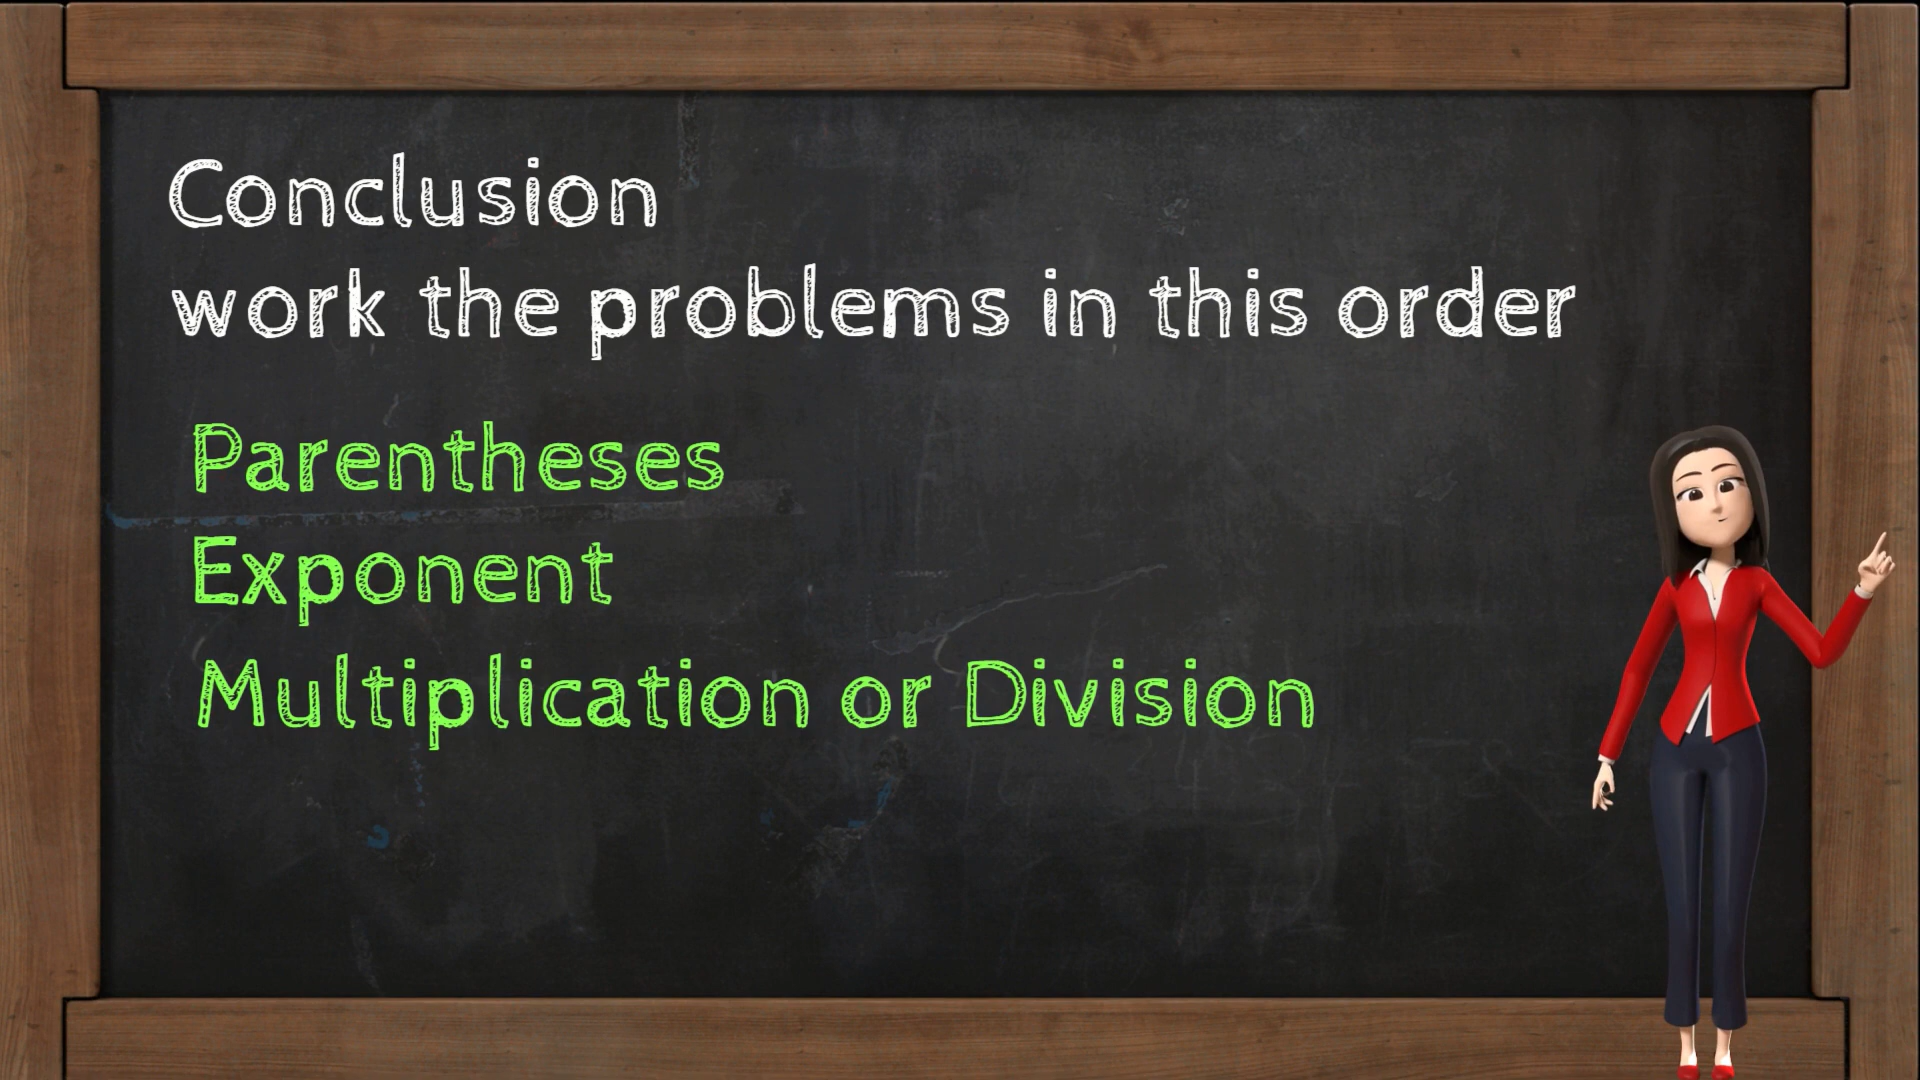 Conclusion
work the problems in this order
Parentheses
Exponent
Multiplication or Division